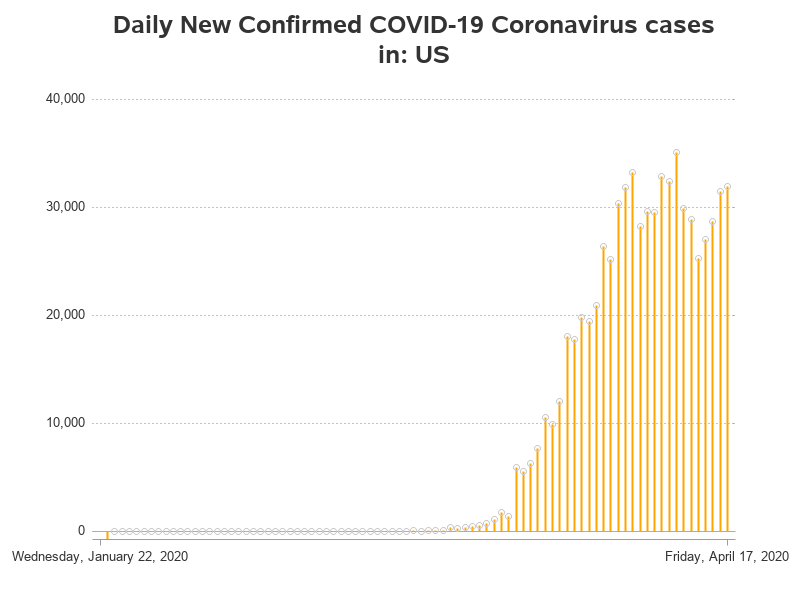 Daily New Confirmed COVID-19 Coronavirus cases
in: US
40,000
30,000
20,000
10,000
0
Wednesday, January 22, 2020
Friday, April 17, 2020